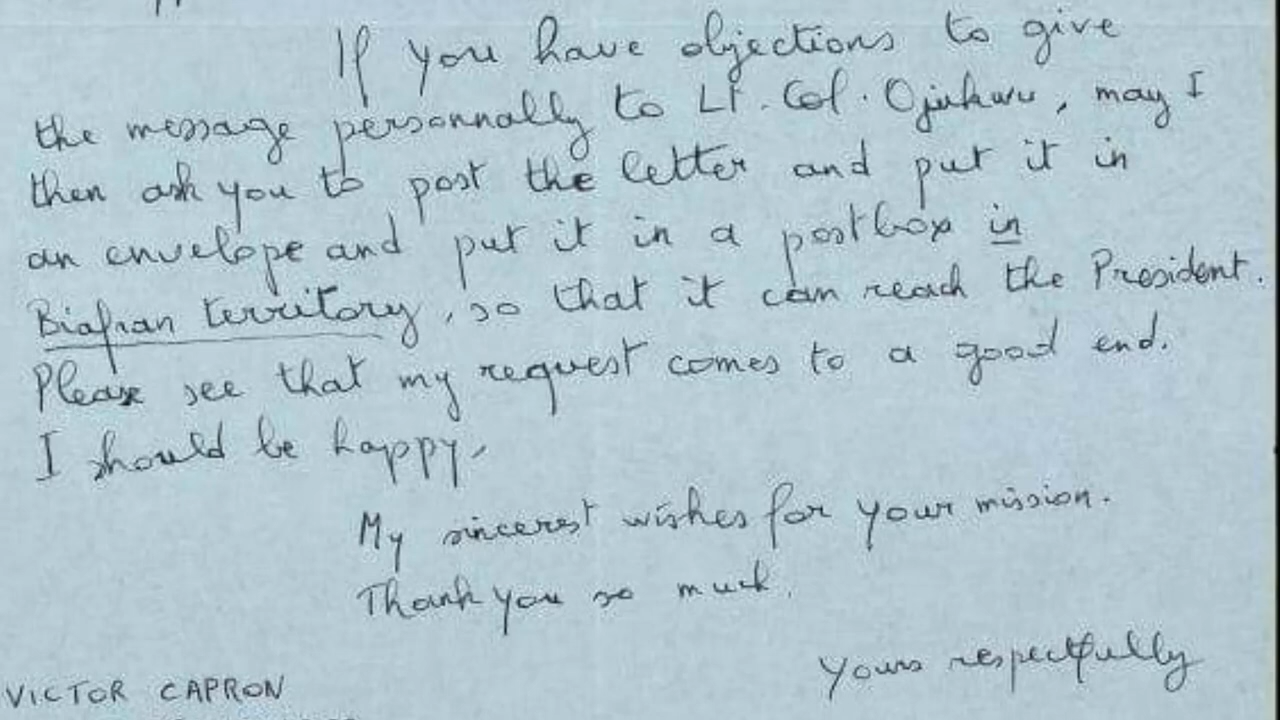 If you have objections to give
the message personnally to Lt. Col. Ojukwu, may I
then ask you to post the letter and put it in
an envelope and put it in a postbox in
Biafran territory, so that it can reach the President.
Please see that my request comes to a good end.
I should be happy.
My sincerest wishes for your mission.
Thank you so much.
Yours respectfully
VICTOR CAPRON